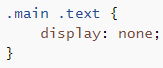 .main .text {
    display: none;
}